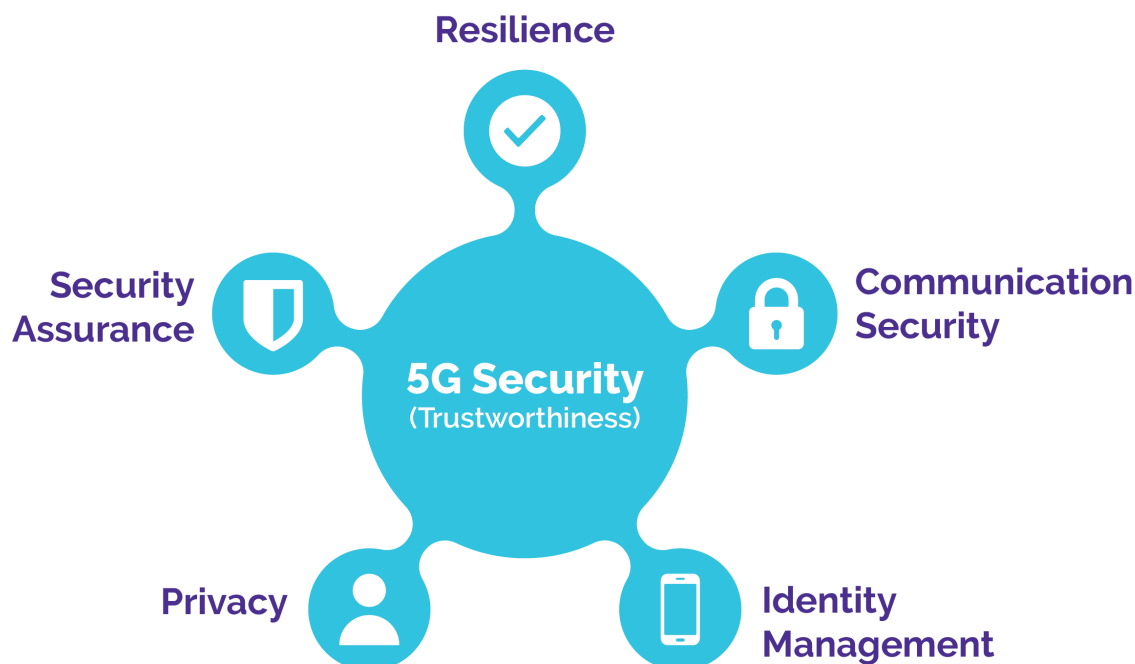 Resilience
Security
Assurance
Communication
Security
5G Security
(Trustworthiness)
Privacy
Identity
Management